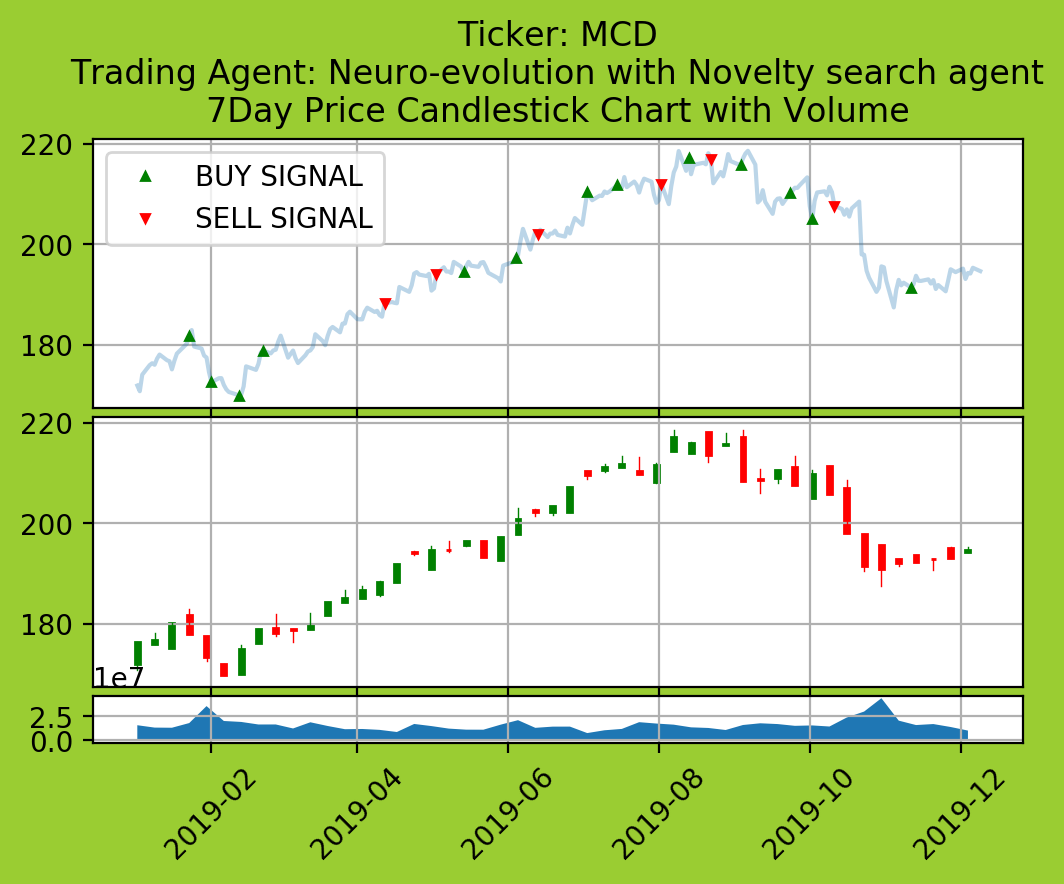 Ticker: MCD
Trading Agent: Neuro-evolution with Novelty search agent
7Day Price Candlestick Chart with Volume
220
BUY SIGNAL
SELL SIGNAL
200
180
220
200
180
1e7
2.5
0.0
2019-02
2019-04
2019-06
2019-08
2019-10
2019-12